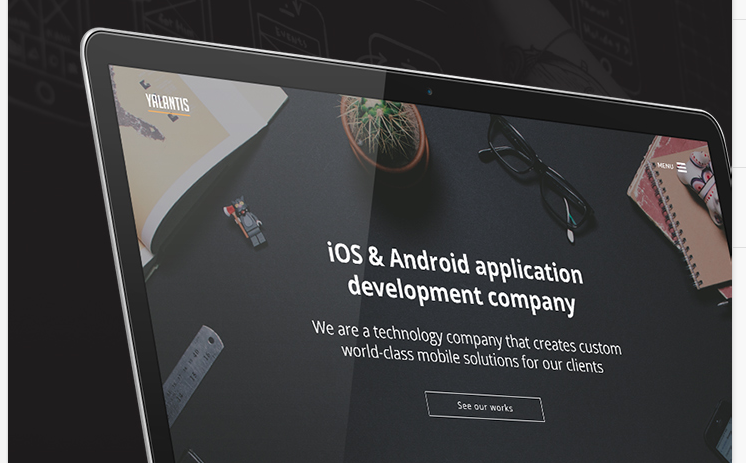 YALANTIS
MENU
iOS & Android application
development company
We are a technology company that creates custom
world-class mobile solutions for our clients
See our works